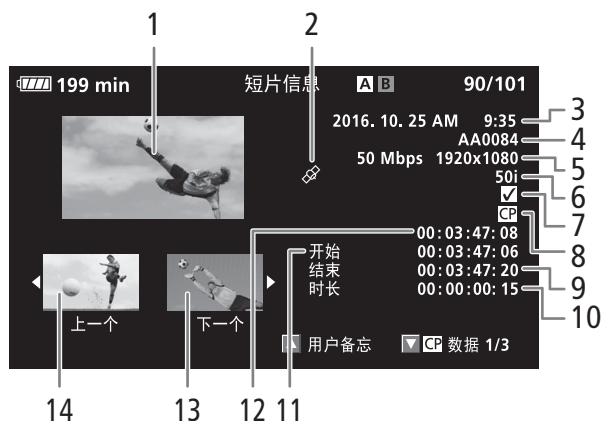 1 2
199 min 短片信息 A B 90/101
2016. 10. 25 AM 9:35 3
AA0084 4
50 Mbps 1920x1080 5
50i 6
7
CP 8
00:03:47:08
开始 00:03:47:06
结束 00:03:47:20 9
时长 00:00:00:15 10
上一个 下一个
用户备忘 CP 数据 1/3
14 13 12 11